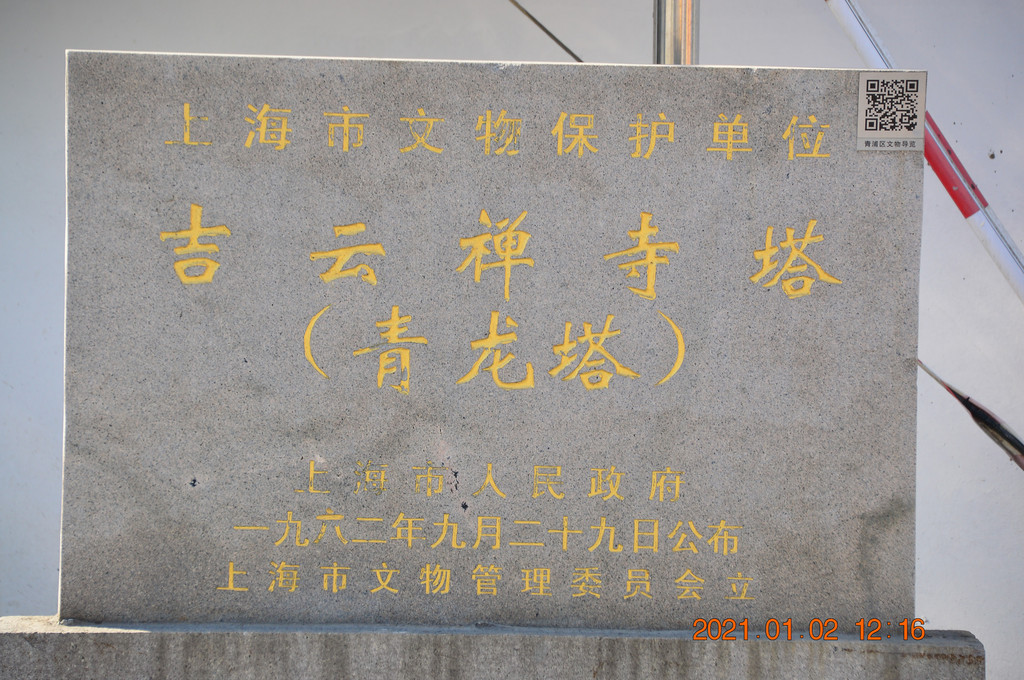 上海市文物保护单位
青浦区文物导览
吉云禅寺塔
（青龙塔）
上海市人民政府
一九六二年九月二十九日公布
上海市文物管理委员会立
2021.01.02 12:16